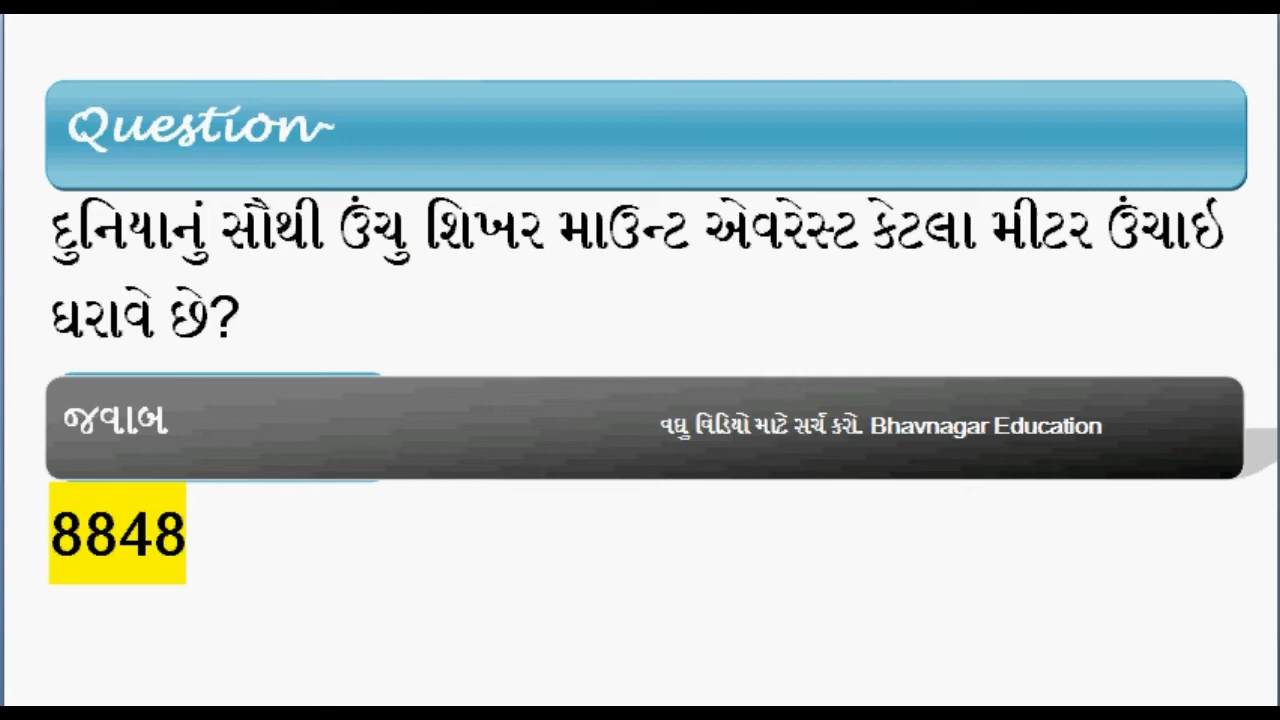 Question~
દુનિયાનું સૌથી ઉંચુ શિખર માઉન્ટ એવરેસ્ટ કેટલા મીટર ઉંચાઇ
ધરાવે છે?
જવાબ
વધુ વિડિયો માટે સર્ચ કરો. Bhavnagar Education
8848